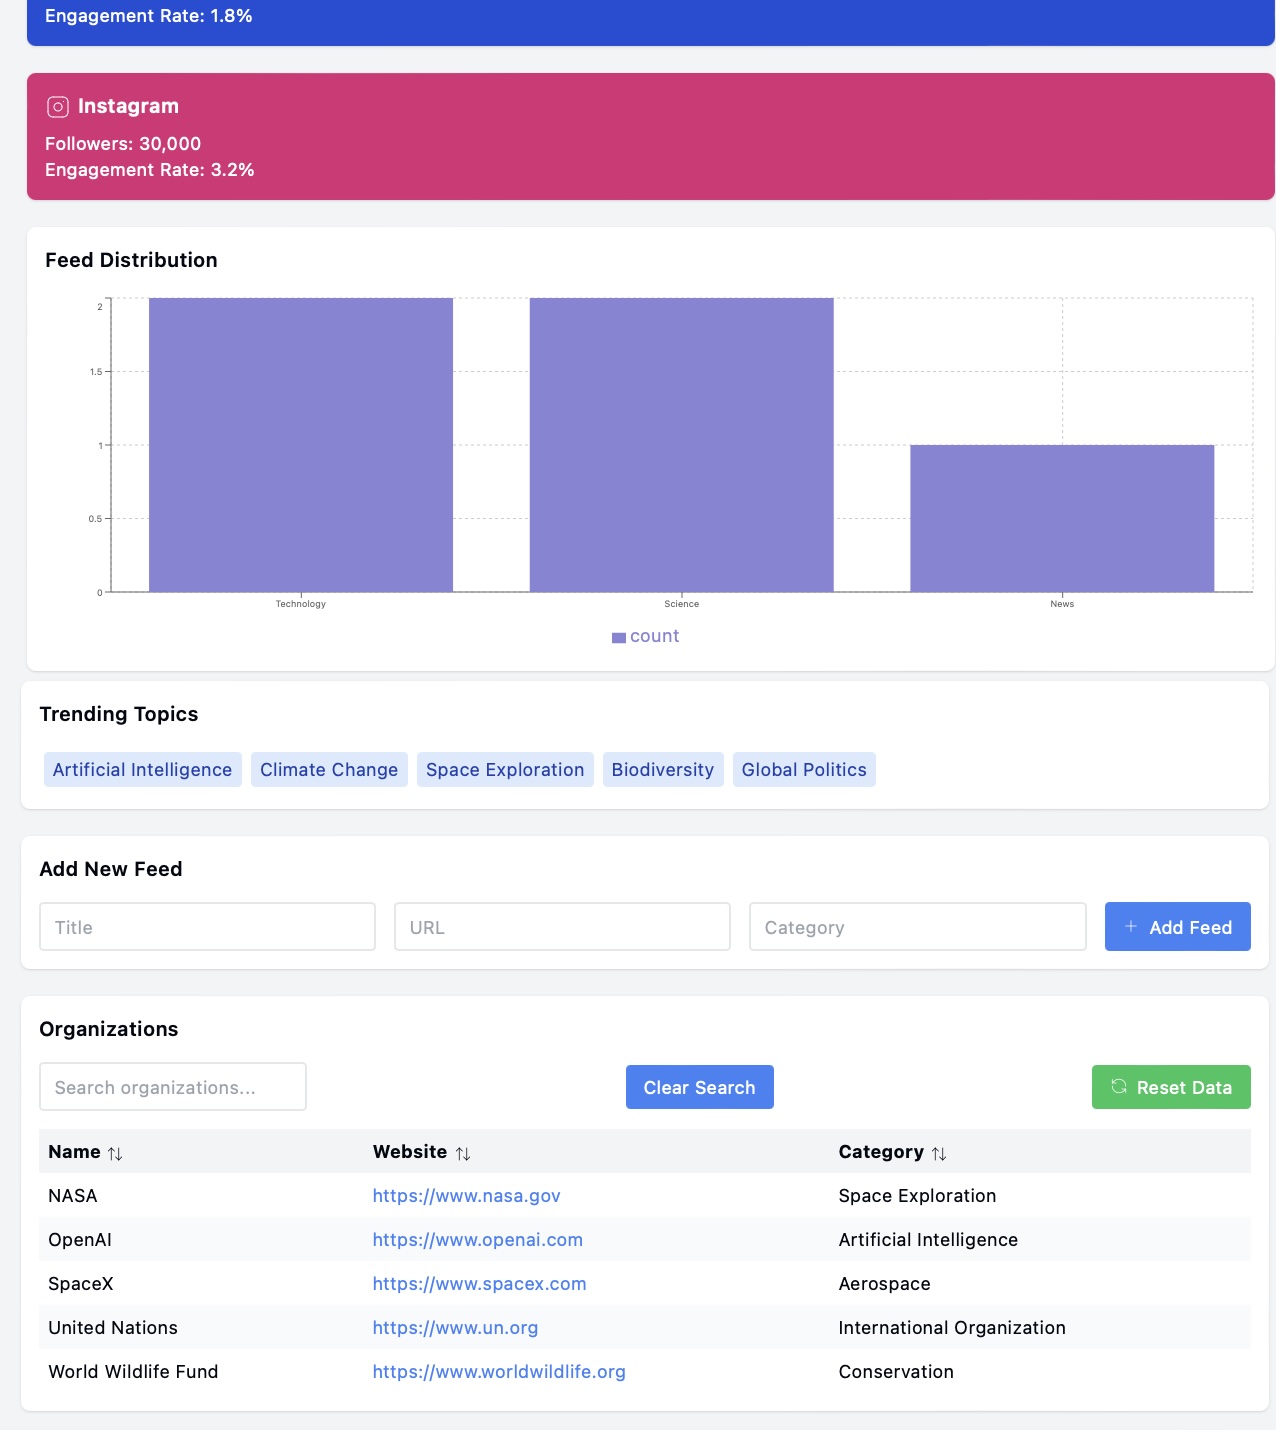 Engagement Rate: 1.8%
Instagram
Followers: 30,000
Engagement Rate: 3.2%
Feed Distribution
2
1.5
1
0.5
0
Technology Science News
count
Trending Topics
Artificial Intelligence Climate Change Space Exploration Biodiversity Global Politics
Add New Feed
Title URL Category + Add Feed
Organizations
Search organizations... Clear Search Reset Data
Name ↑↓ Website ↑↓ Category ↑↓
NASA https://www.nasa.gov Space Exploration
OpenAI https://www.openai.com Artificial Intelligence
SpaceX https://www.spacex.com Aerospace
United Nations https://www.un.org International Organization
World Wildlife Fund https://www.worldwildlife.org Conservation